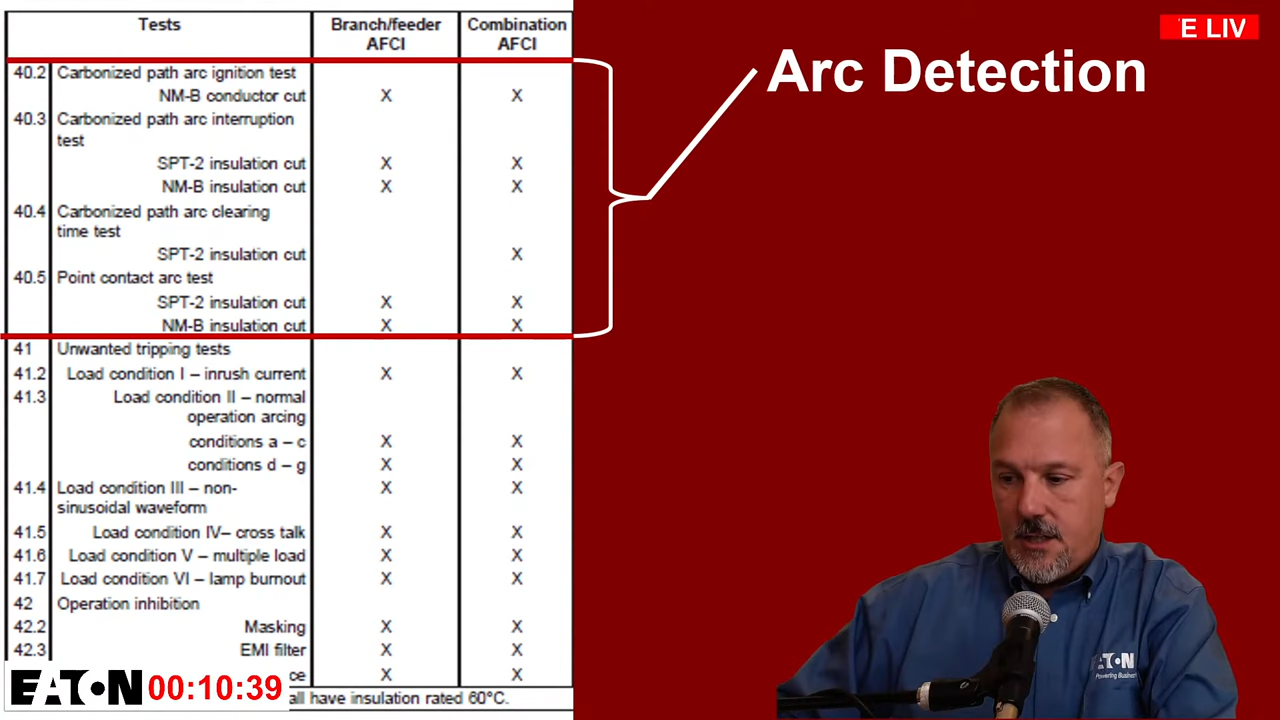 Tests Branch/feeder AFCI Combination AFCI
40.2 Carbonized path arc ignition test
NM-B conductor cut X X
40.3 Carbonized path arc interruption
test
SPT-2 insulation cut X X
NM-B insulation cut X X
40.4 Carbonized path arc clearing
time test
SPT-2 insulation cut X
40.5 Point contact arc test
SPT-2 insulation cut X X
NM-B insulation cut X X
41 Unwanted tripping tests
41.2 Load condition I – inrush current X X
41.3 Load condition II – normal
operation arcing
conditions a – c X X
conditions d – g X X
41.4 Load condition III – non- X X
sinusoidal waveform
41.5 Load condition IV– cross talk X X
41.6 Load condition V – multiple load X X
41.7 Load condition VI – lamp burnout X X
42 Operation inhibition
42.2 Masking X X
42.3 EMI filter X X
ce X X
all have insulation rated 60°C.
EATON 00:10:39
Arc Detection
E LIV
EATON
Powering Business